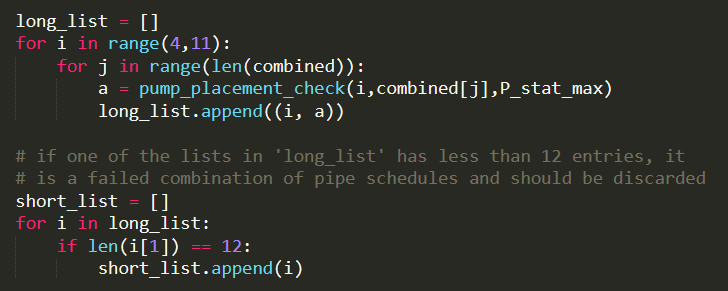 long_list = []
for i in range(4,11):
    for j in range(len(combined)):
        a = pump_placement_check(i,combined[j],P_stat_max)
        long_list.append((i, a))

# if one of the lists in 'long_list' has less than 12 entries, it
# is a failed combination of pipe schedules and should be discarded
short_list = []
for i in long_list:
    if len(i[1]) == 12:
        short_list.append(i)